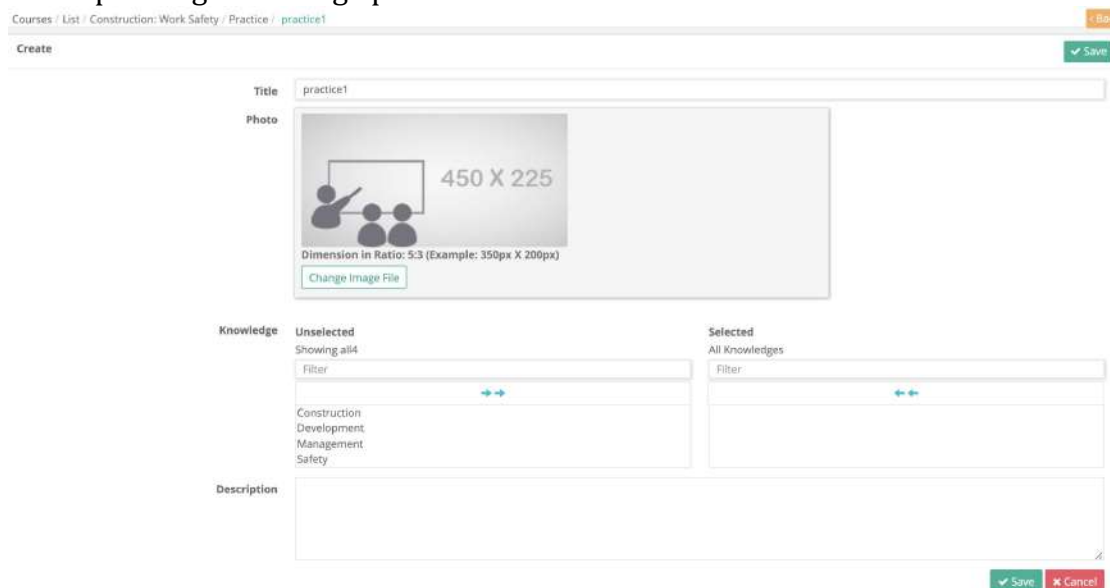 Courses / List / Construction: Work Safety / Practice / practice1
Create
Save
Title
practice1
Photo
450 X 225
Dimension in Ratio: 5:3 (Example: 350px X 200px)
Change Image File
Knowledge
Unselected
Selected
Showing all4
All Knowledges
Filter
Filter
Construction
Development
Management
Safety
Description
Save
Cancel